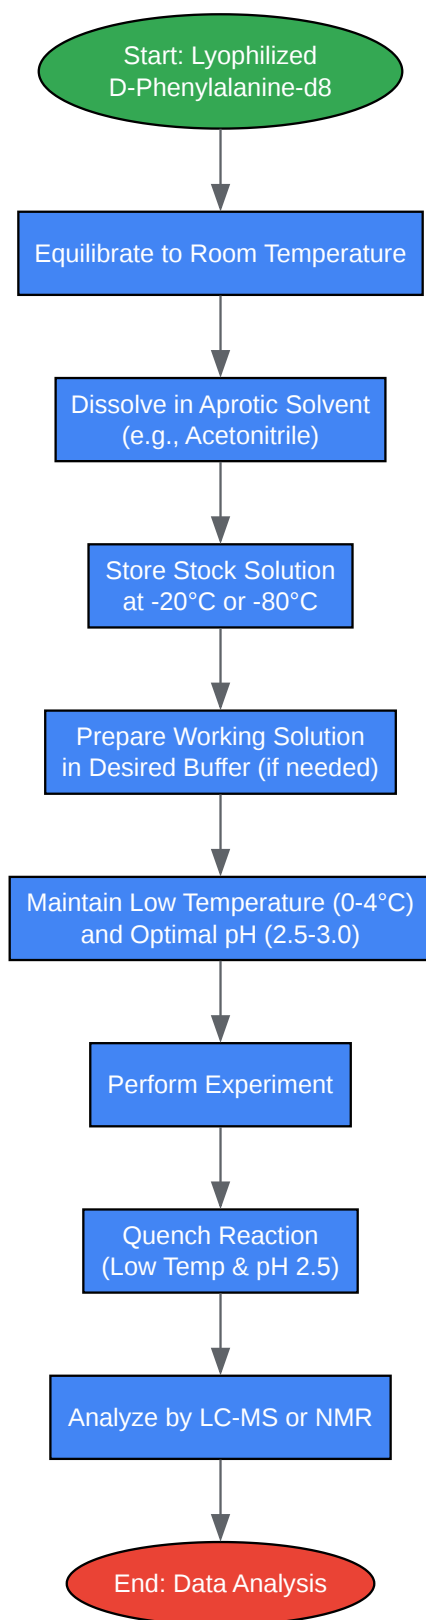 Start: Lyophilized
D-Phenylalanine-d8
Equilibrate to Room Temperature
Dissolve in Aprotic Solvent
(e.g., Acetonitrile)
Store Stock Solution
at -20°C or -80°C
Prepare Working Solution
in Desired Buffer (if needed)
Maintain Low Temperature (0-4°C)
and Optimal pH (2.5-3.0)
Perform Experiment
Quench Reaction
(Low Temp & pH 2.5)
Analyze by LC-MS or NMR
End: Data Analysis